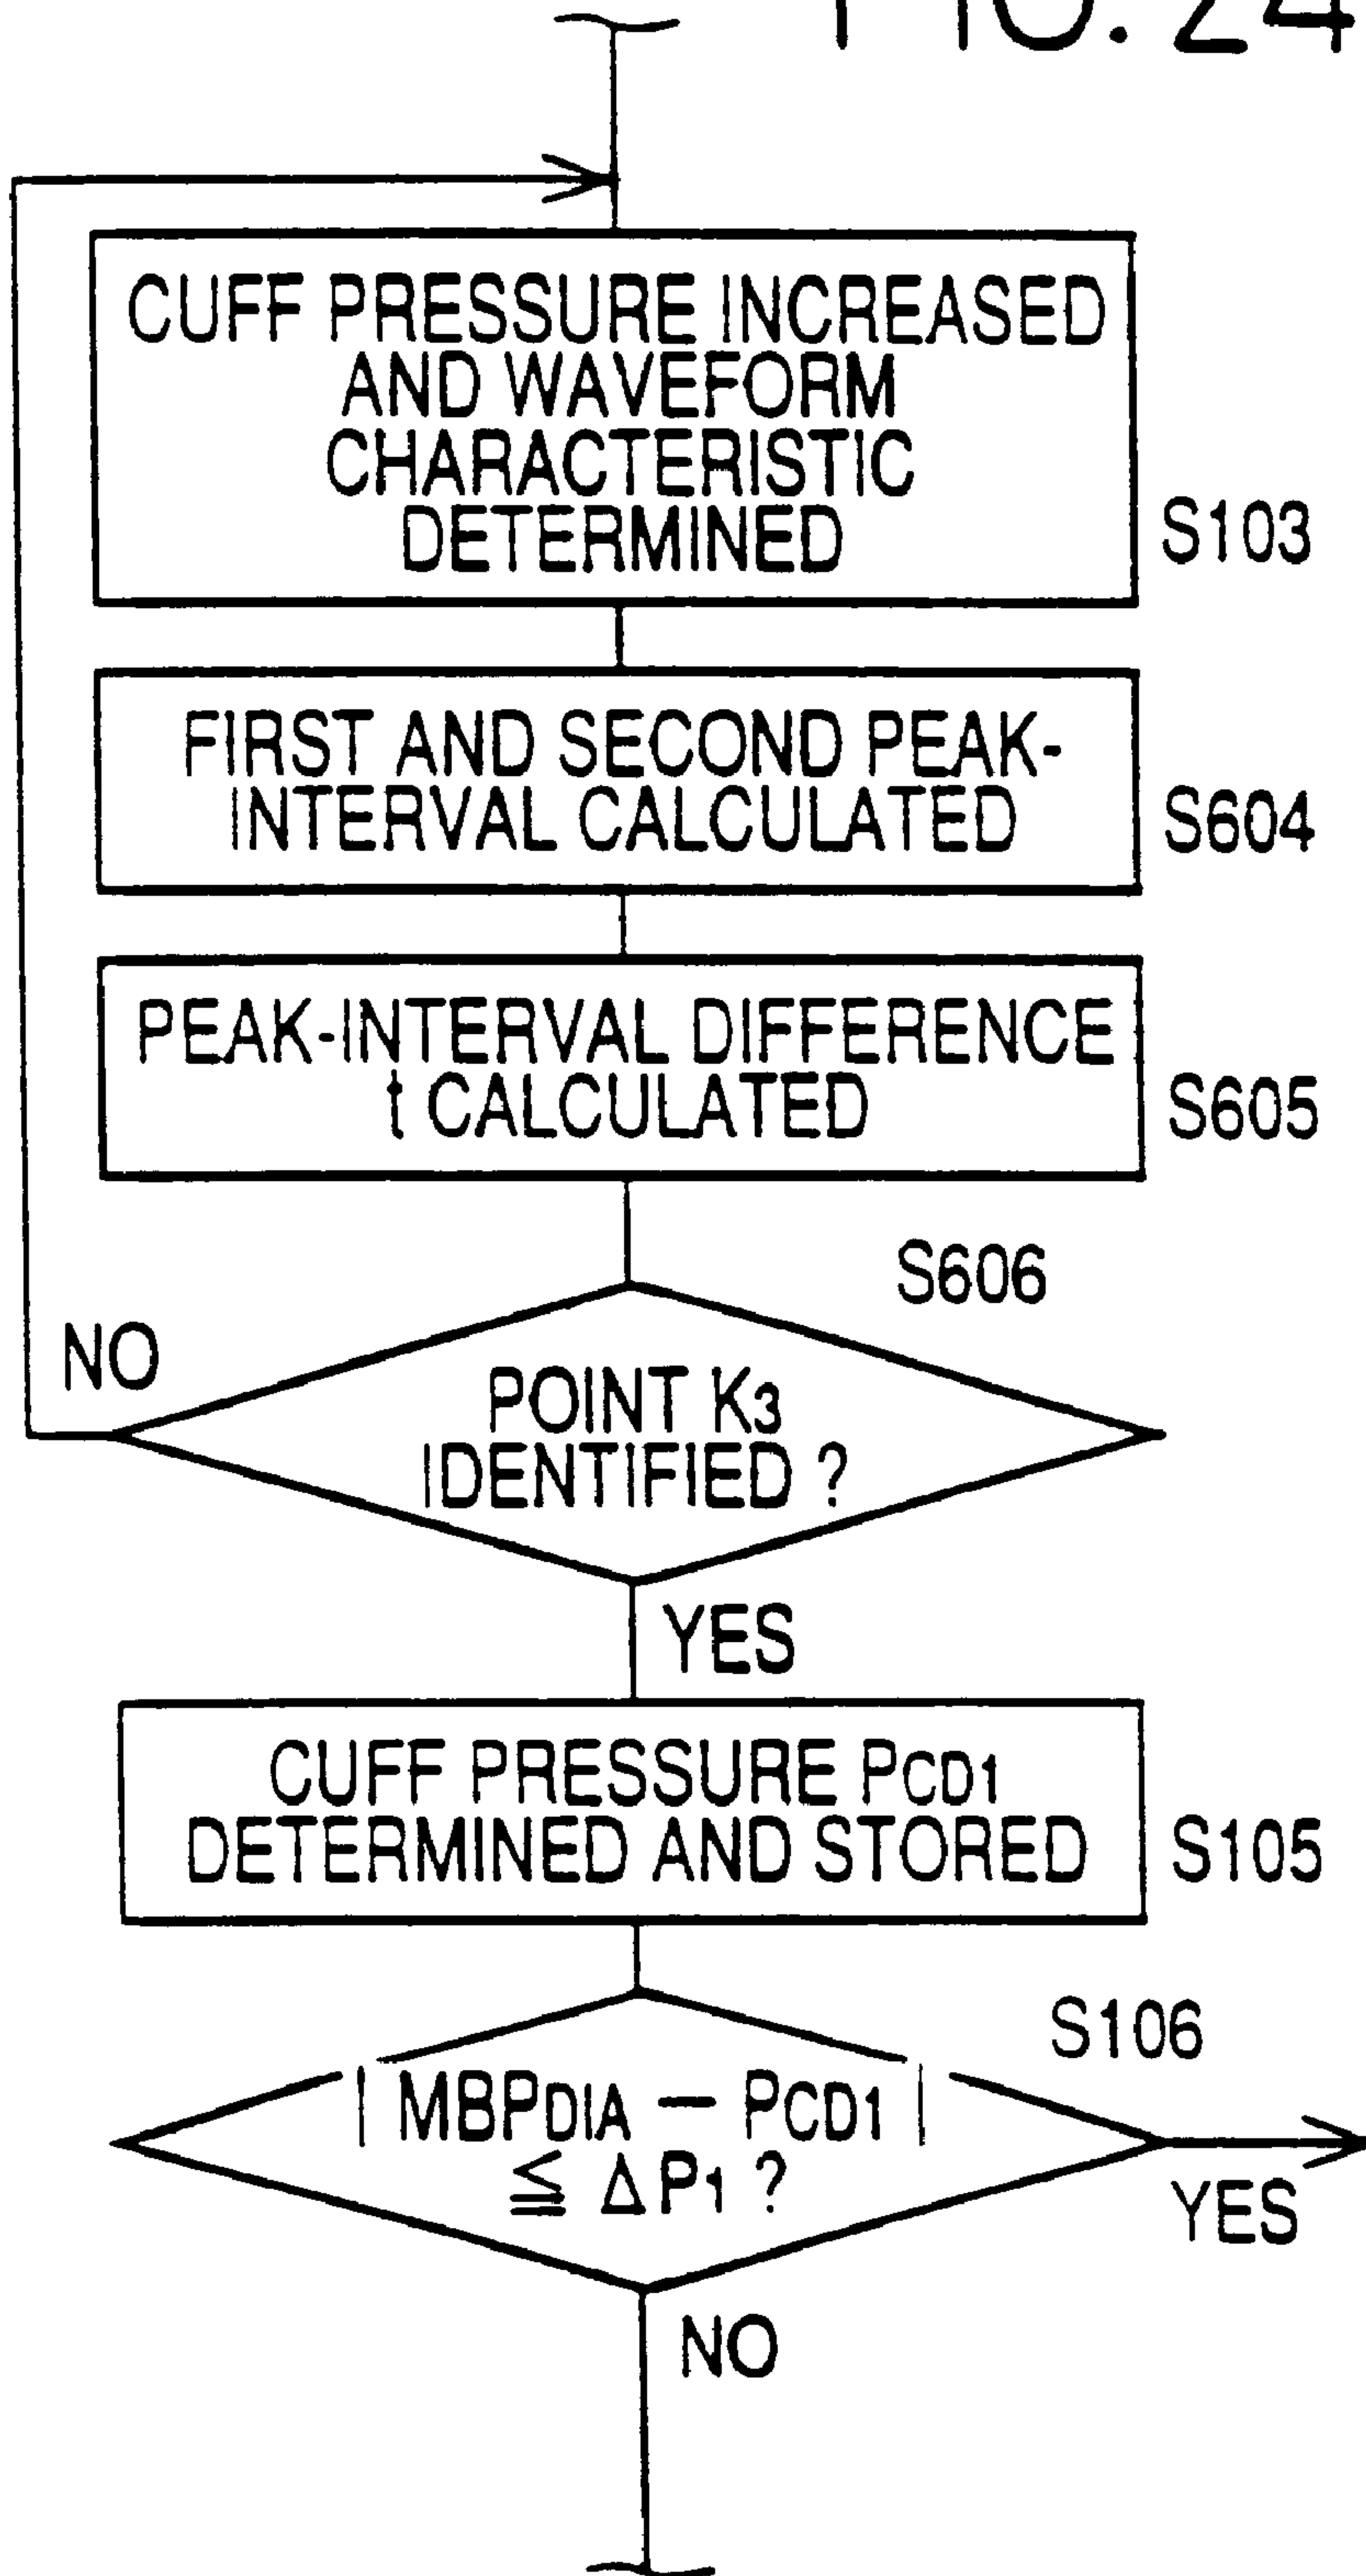 FIG. 24
CUFF PRESSURE INCREASED
AND WAVEFORM
CHARACTERISTIC
DETERMINED
S103
FIRST AND SECOND PEAK-
INTERVAL CALCULATED
S604
PEAK-INTERVAL DIFFERENCE
t CALCULATED
S605
S606
NO
POINT K3
IDENTIFIED ?
YES
CUFF PRESSURE PCD1
DETERMINED AND STORED
S105
S106
| MBPDIA − PCD1 |
≦ ΔP1 ?
YES
NO